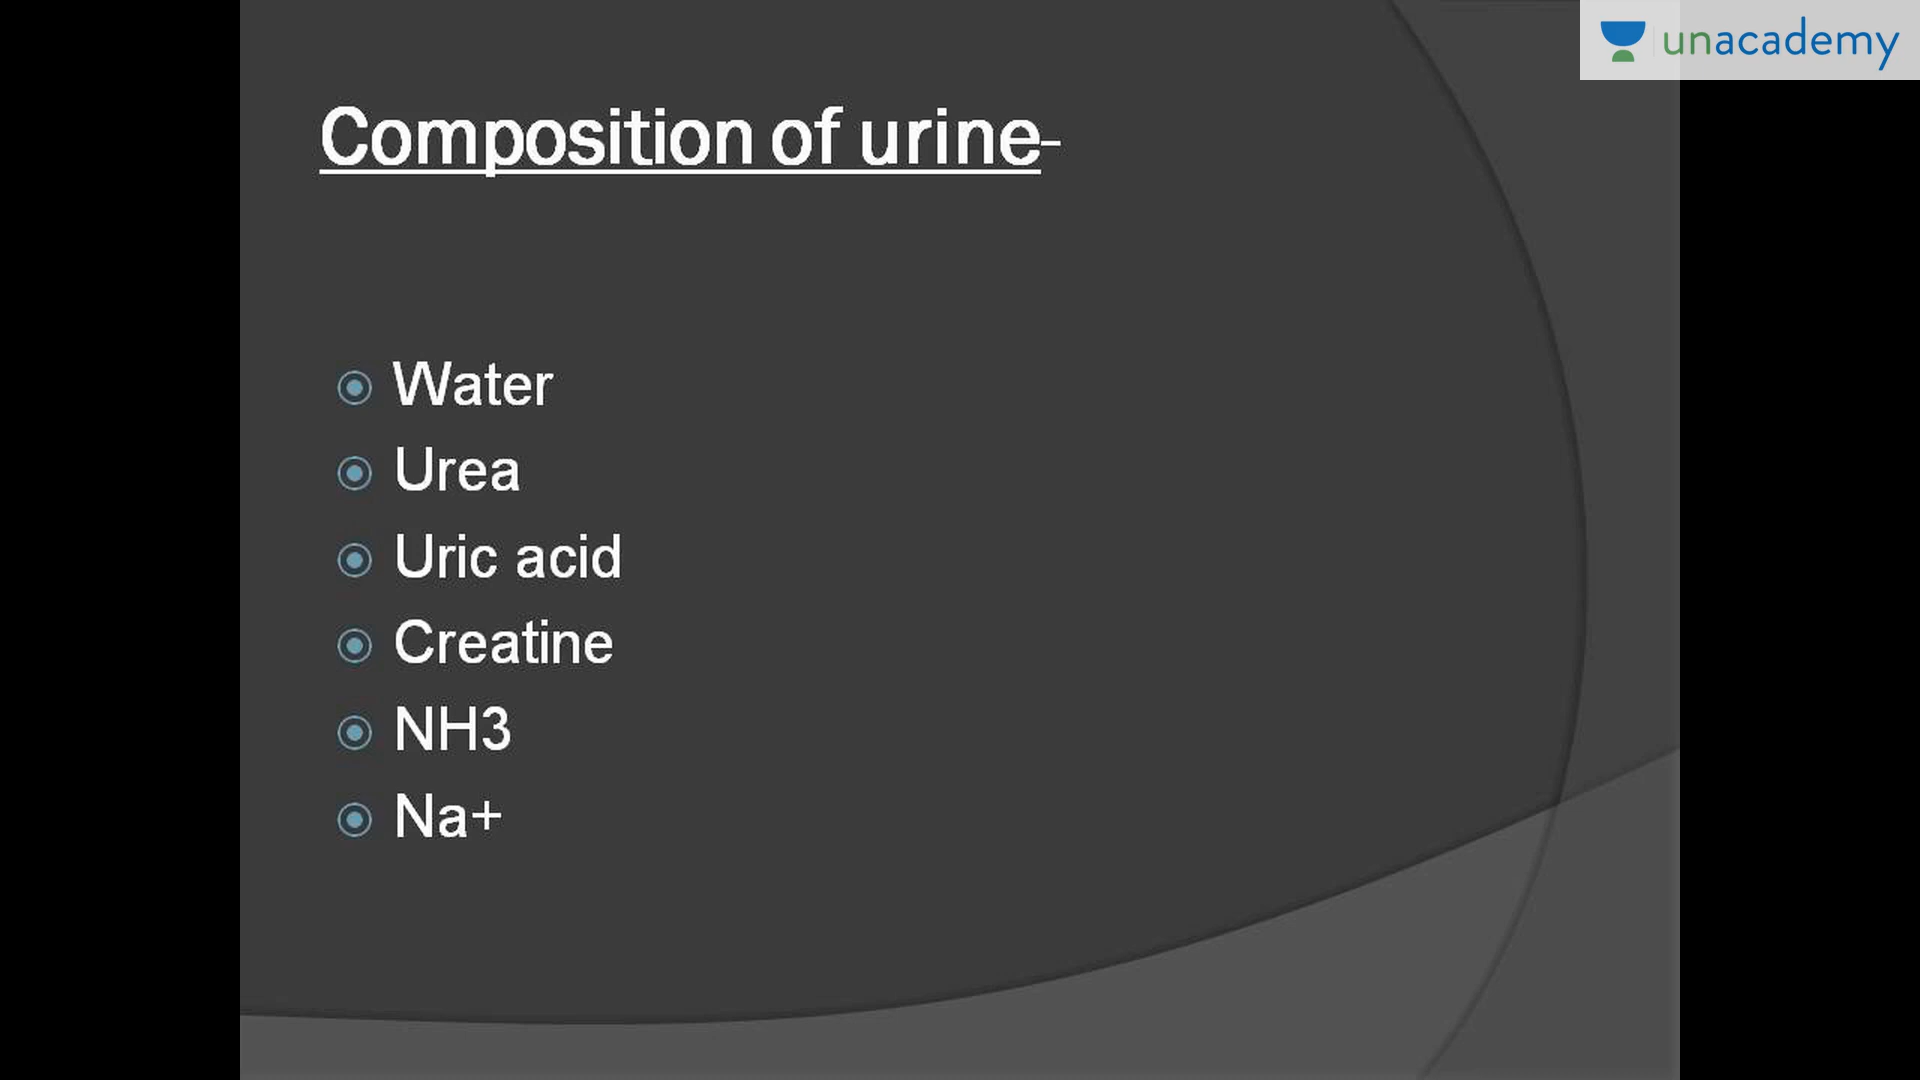 unacademy
Composition of urine-
Water
Urea
Uric acid
Creatine
NH3
Na+